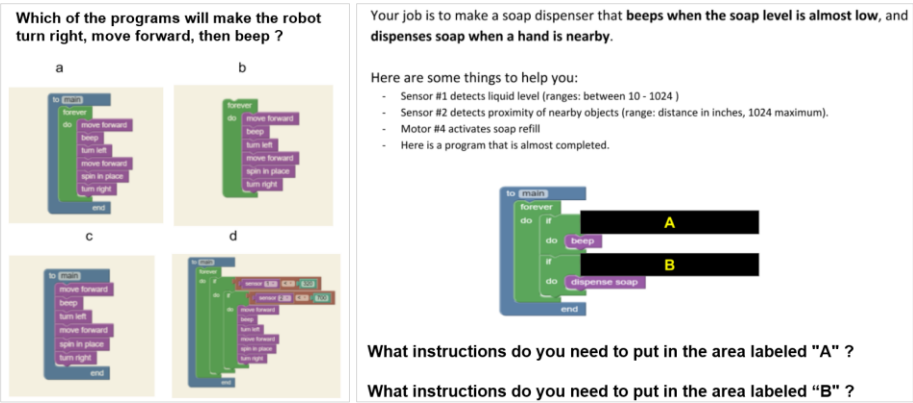 Which of the programs will make the robot
turn right, move forward, then beep ?
a
to main
forever
do move forward
beep
turn left
move forward
spin in place
turn right
end
b
forever
do move forward
beep
turn left
move forward
spin in place
turn right
c
to main
move forward
beep
turn left
move forward
spin in place
turn right
end
d
to main
forever
do if sensor 1
do if sensor 2 700
do move forward
beep
turn left
move forward
spin in place
turn right
end
Your job is to make a soap dispenser that beeps when the soap level is almost low, and
dispenses soap when a hand is nearby.
Here are some things to help you:
- Sensor #1 detects liquid level (ranges: between 10 - 1024 )
- Sensor #2 detects proximity of nearby objects (range: distance in inches, 1024 maximum).
- Motor #4 activates soap refill
- Here is a program that is almost completed.
to main
forever
do if A
do beep
if B
do dispense soap
end
What instructions do you need to put in the area labeled "A" ?
What instructions do you need to put in the area labeled “B" ?